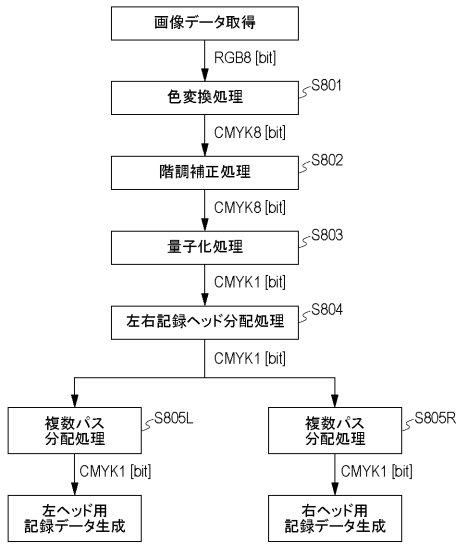 画像データ取得
RGB8 [bit]
色変換処理
S801
CMYK8 [bit]
階調補正処理
S802
CMYK8 [bit]
量子化処理
S803
CMYK1 [bit]
左右記録ヘッド分配処理
S804
CMYK1 [bit]
複数パス
分配処理
S805L
複数パス
分配処理
S805R
CMYK1 [bit]
CMYK1 [bit]
左ヘッド用
記録データ生成
右ヘッド用
記録データ生成